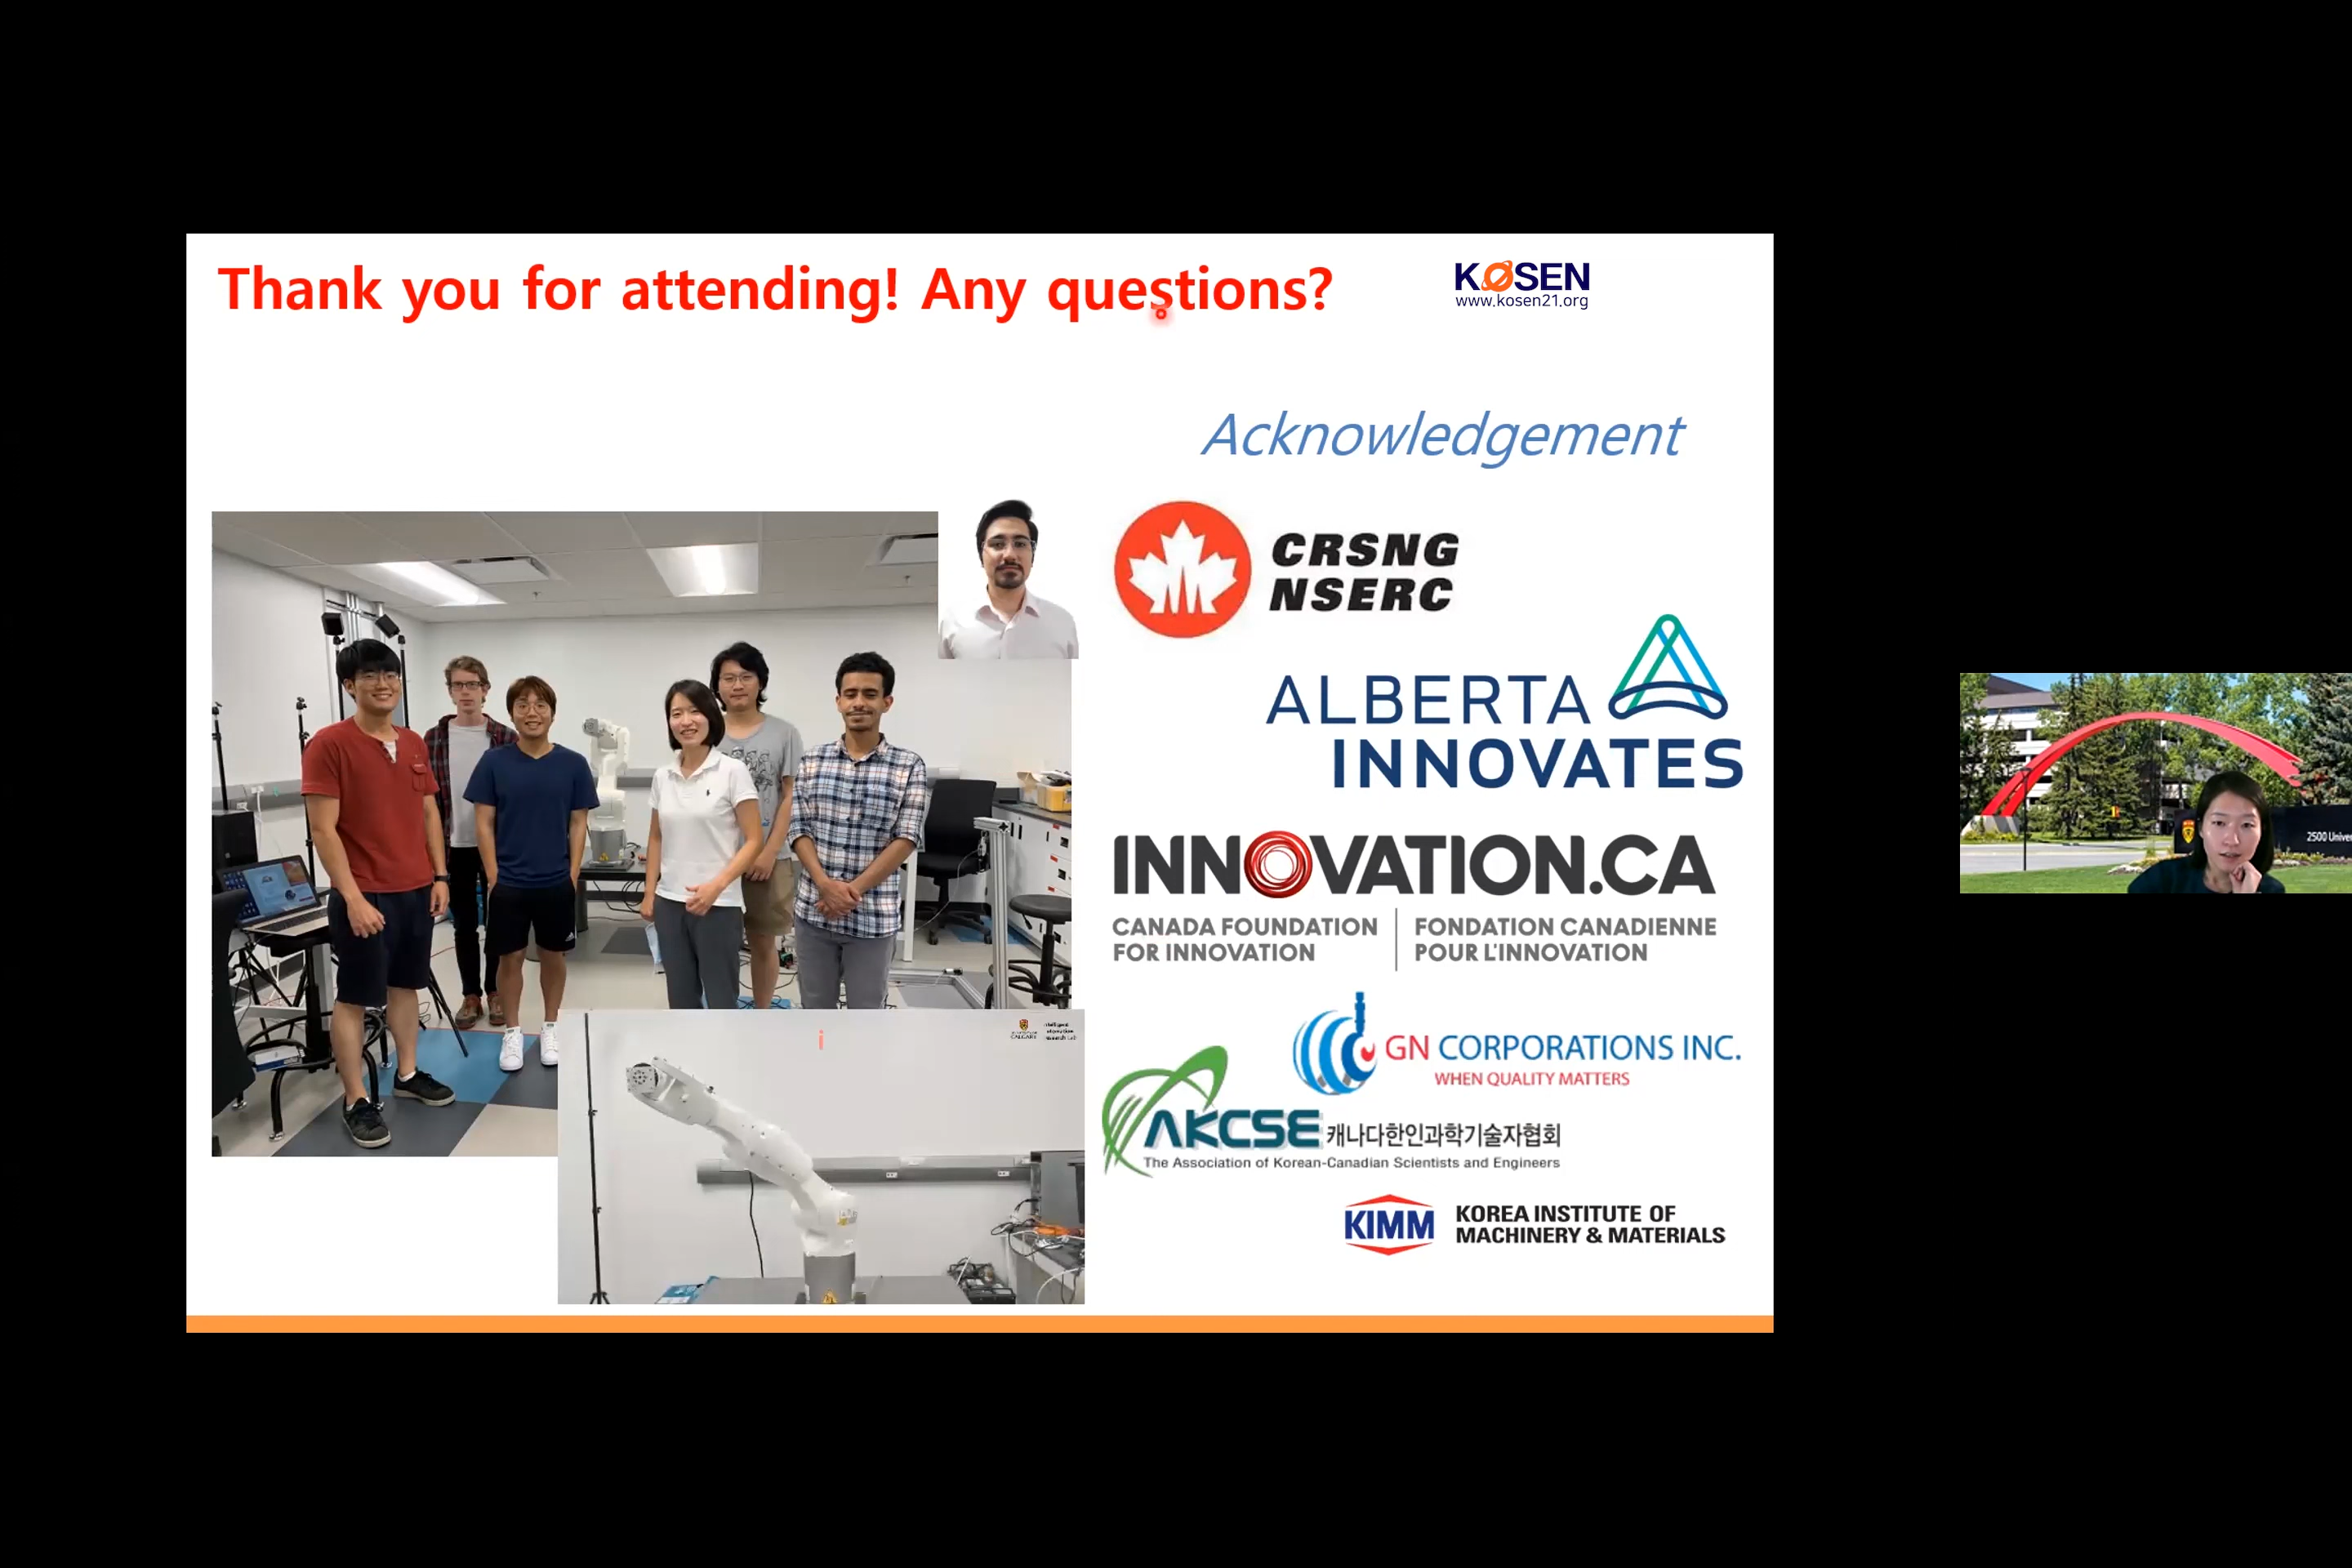 Thank you for attending! Any questions?
KOSEN
www.kosen21.org
Acknowledgement
CRSNG
NSERC
ALBERTA
INNOVATES
INNOVATION.CA
CANADA FOUNDATION
FOR INNOVATION
FONDATION CANADIENNE
POUR L'INNOVATION
GN CORPORATIONS INC.
WHEN QUALITY MATTERS
AKCSE 캐나다한인과학기술자협회
The Association of Korean-Canadian Scientists and Engineers
KIMM
KOREA INSTITUTE OF
MACHINERY & MATERIALS
i
CALGARY
2500 Univer